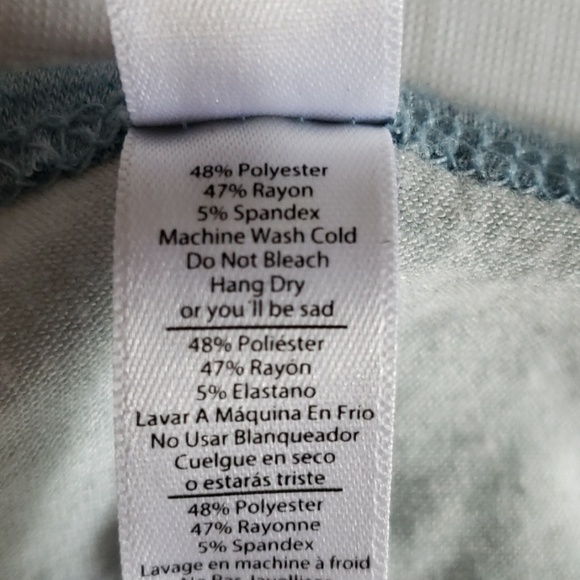 48% Polyester
47% Rayon
5% Spandex
Machine Wash Cold
Do Not Bleach
Hang Dry
or you'll be sad
48% Poliéster
47% Rayón
5% Elastano
Lavar A Máquina En Frio
No Usar Blanqueador
Cuelgue en seco
o estarás triste
48% Polyester
47% Rayonne
5% Spandex
Lavage en machine à froid